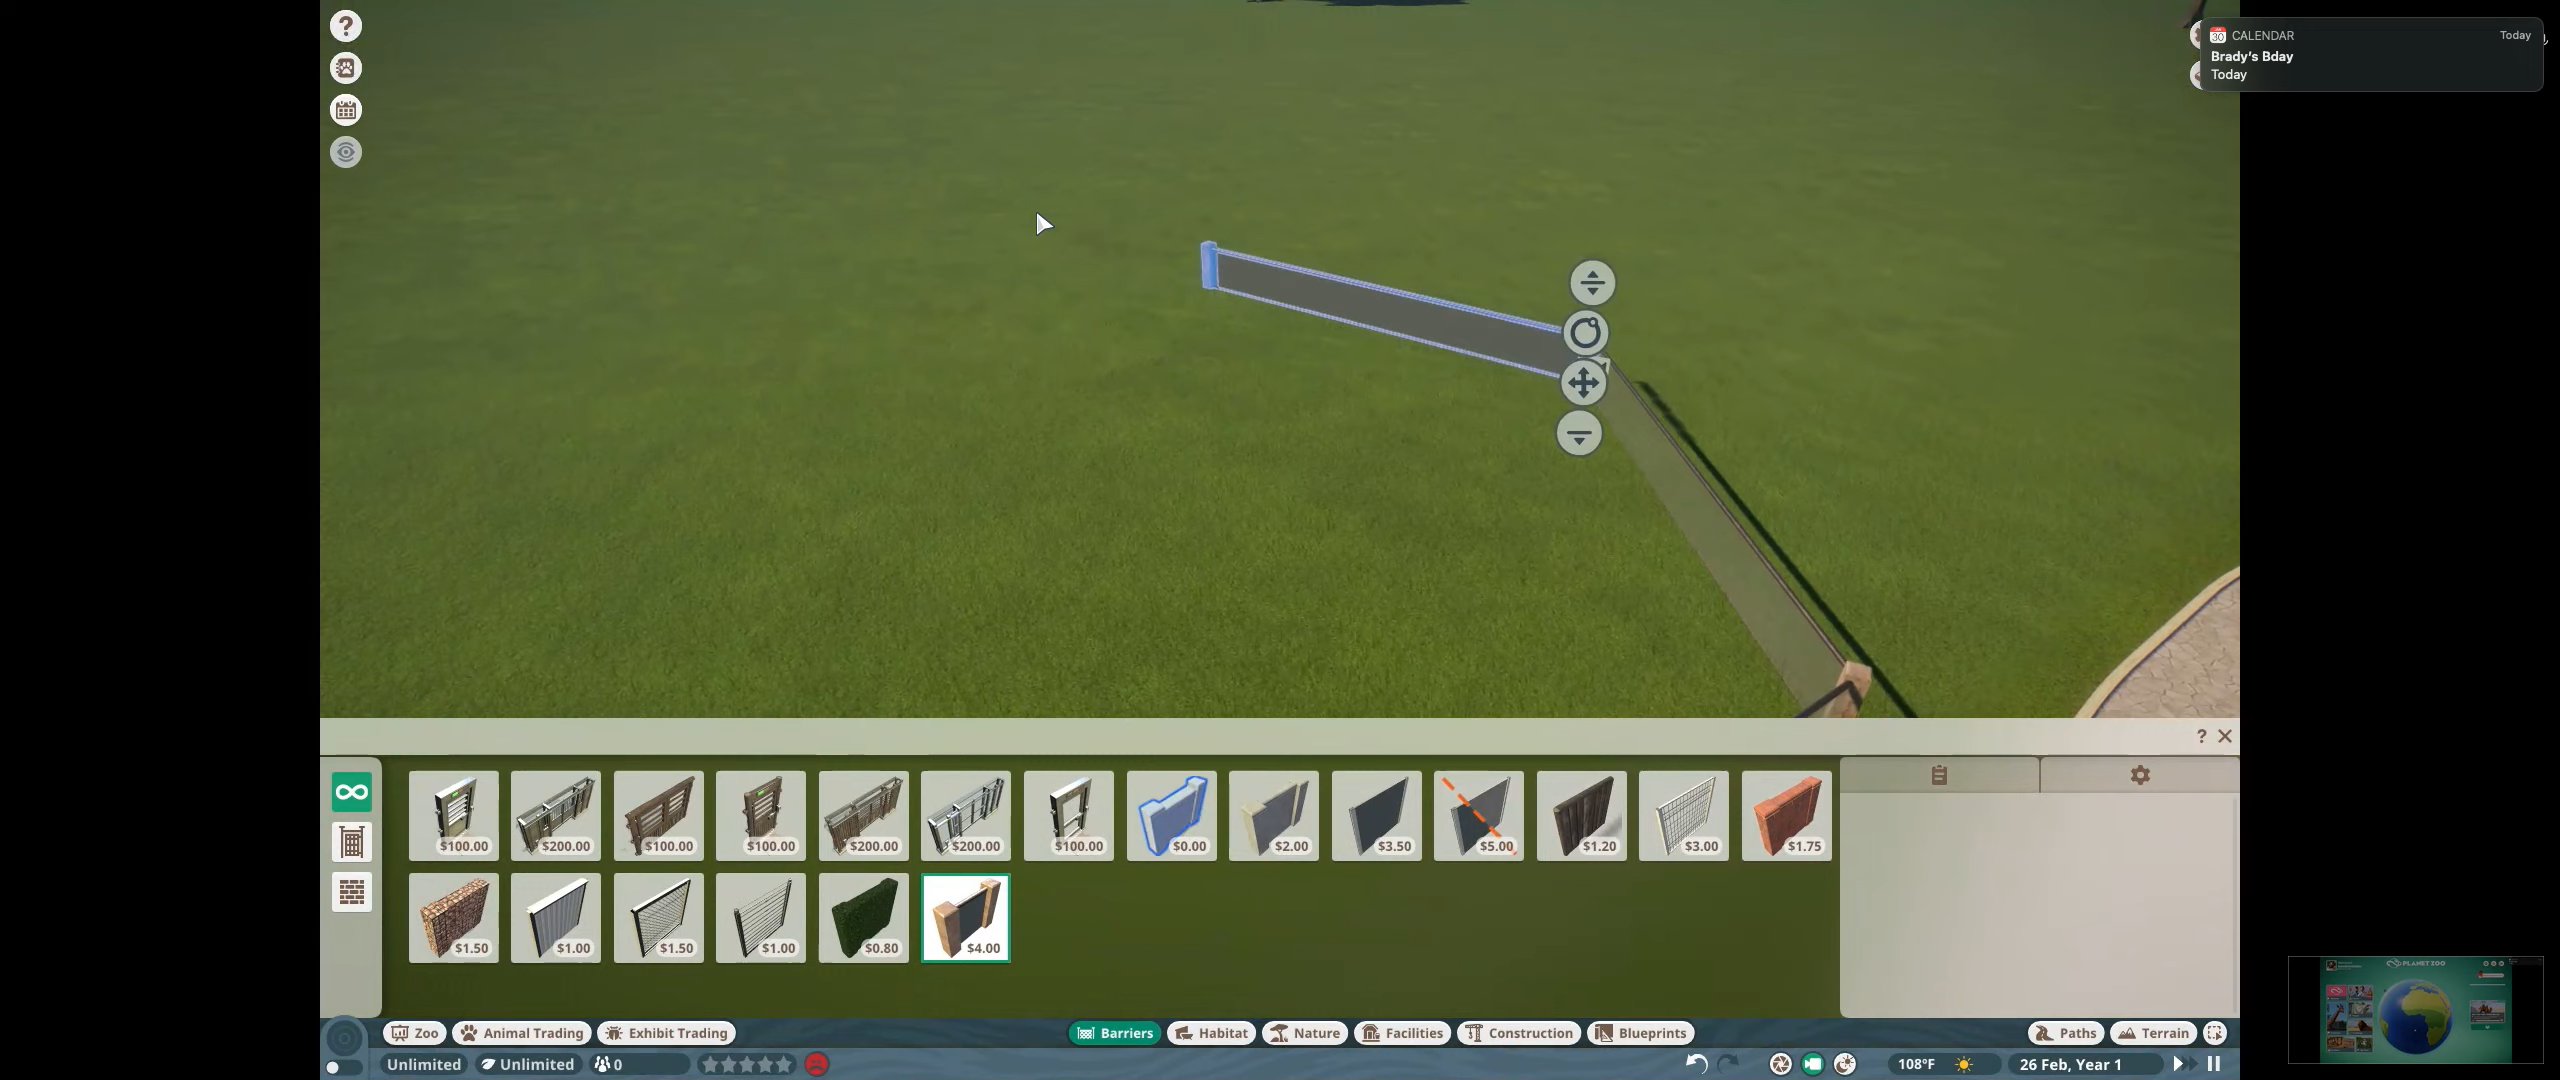 ?
CALENDAR Today
Brady's Bday
Today
? ×
$100.00 $200.00 $100.00 $100.00 $200.00 $200.00 $100.00 $0.00 $2.00 $3.50 $5.00 $1.20 $3.00 $1.75
$1.50 $1.00 $1.50 $1.00 $0.80 $4.00
PLANET ZOO
Zoo Animal Trading Exhibit Trading Barriers Habitat Nature Facilities Construction Blueprints Paths Terrain
Unlimited Unlimited 0 108°F 26 Feb, Year 1